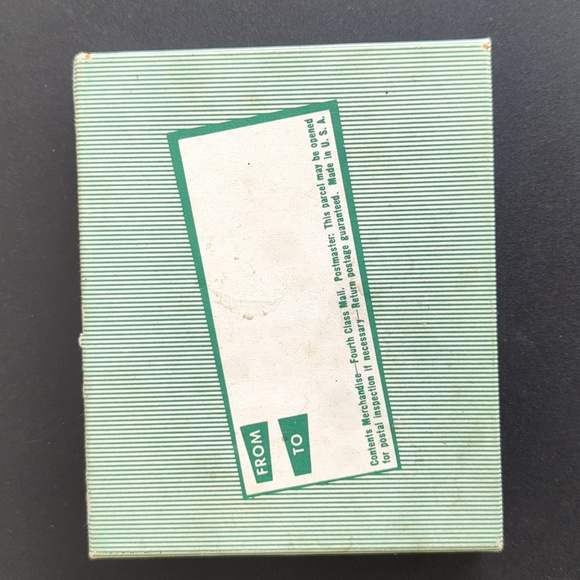 FROM
TO
Contents Merchandise—Fourth Class Mail. Postmaster: This parcel may be opened
for postal inspection if necessary—Return postage guaranteed. Made in U. S. A.